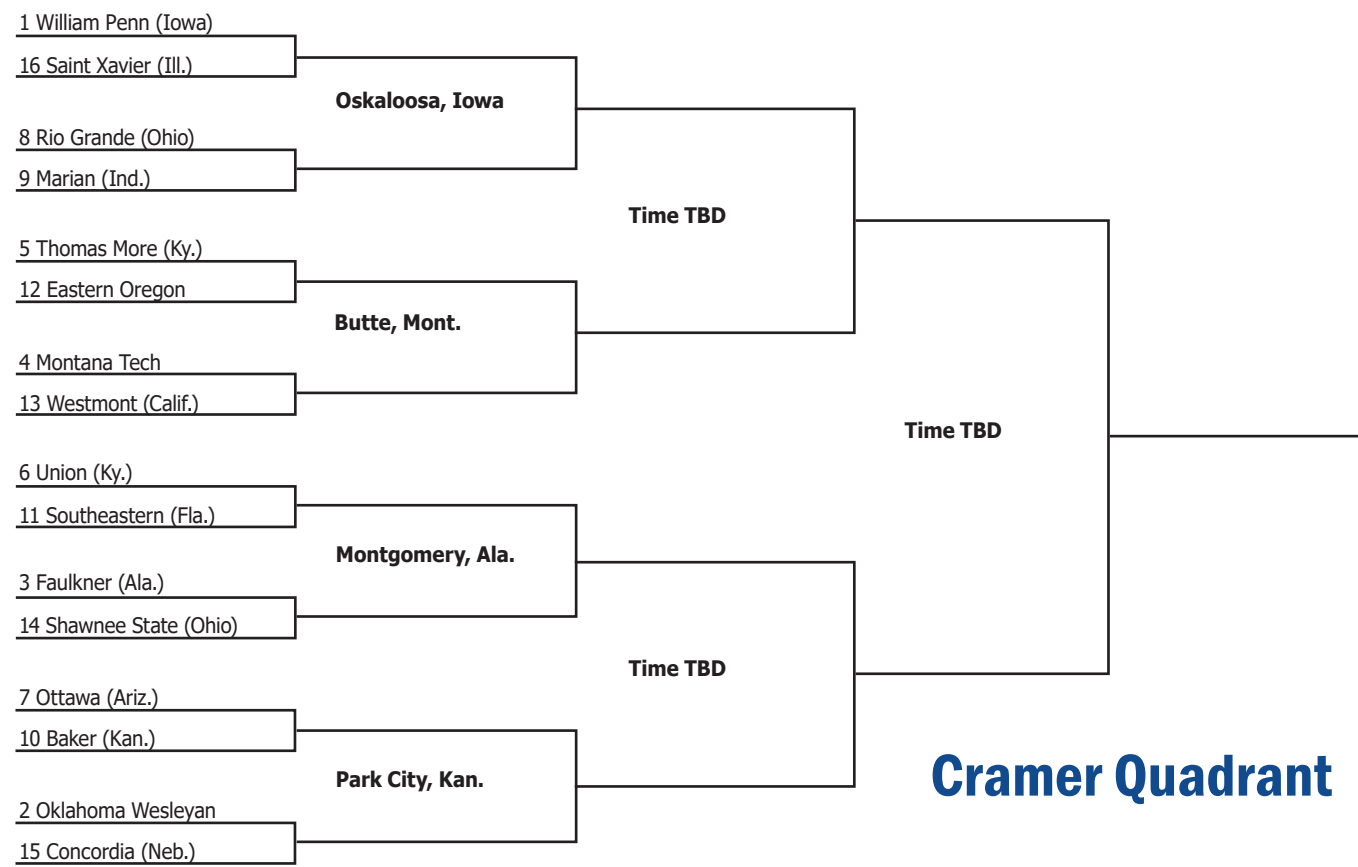 1 William Penn (Iowa)
16 Saint Xavier (Ill.)
Oskaloosa, Iowa
8 Rio Grande (Ohio)
9 Marian (Ind.)
Time TBD
5 Thomas More (Ky.)
12 Eastern Oregon
Butte, Mont.
4 Montana Tech
13 Westmont (Calif.)
Time TBD
6 Union (Ky.)
11 Southeastern (Fla.)
Montgomery, Ala.
3 Faulkner (Ala.)
14 Shawnee State (Ohio)
Time TBD
7 Ottawa (Ariz.)
10 Baker (Kan.)
Park City, Kan.
2 Oklahoma Wesleyan
15 Concordia (Neb.)
Cramer Quadrant